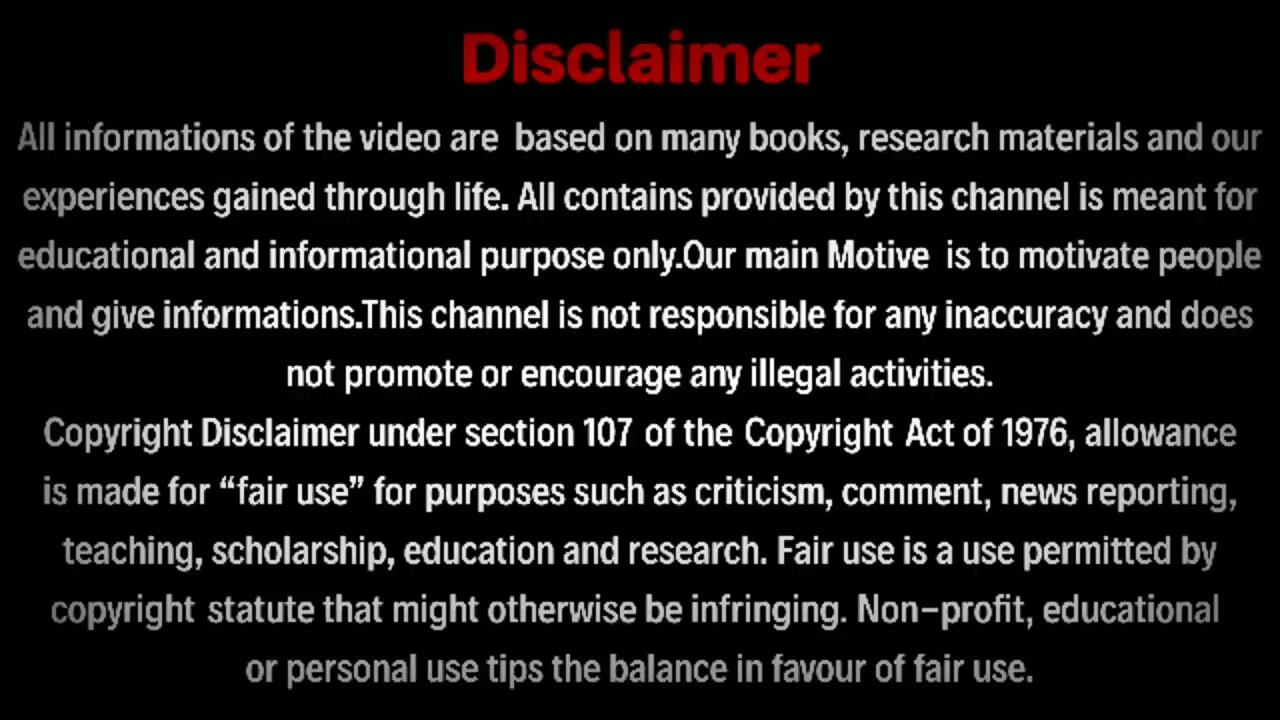 Disclaimer
All informations of the video are based on many books, research materials and our
experiences gained through life. All contains provided by this channel is meant for
educational and informational purpose only.Our main Motive is to motivate people
and give informations.This channel is not responsible for any inaccuracy and does
not promote or encourage any illegal activities.
Copyright Disclaimer under section 107 of the Copyright Act of 1976, allowance
is made for “fair use” for purposes such as criticism, comment, news reporting,
teaching, scholarship, education and research. Fair use is a use permitted by
copyright statute that might otherwise be infringing. Non–profit, educational
or personal use tips the balance in favour of fair use.